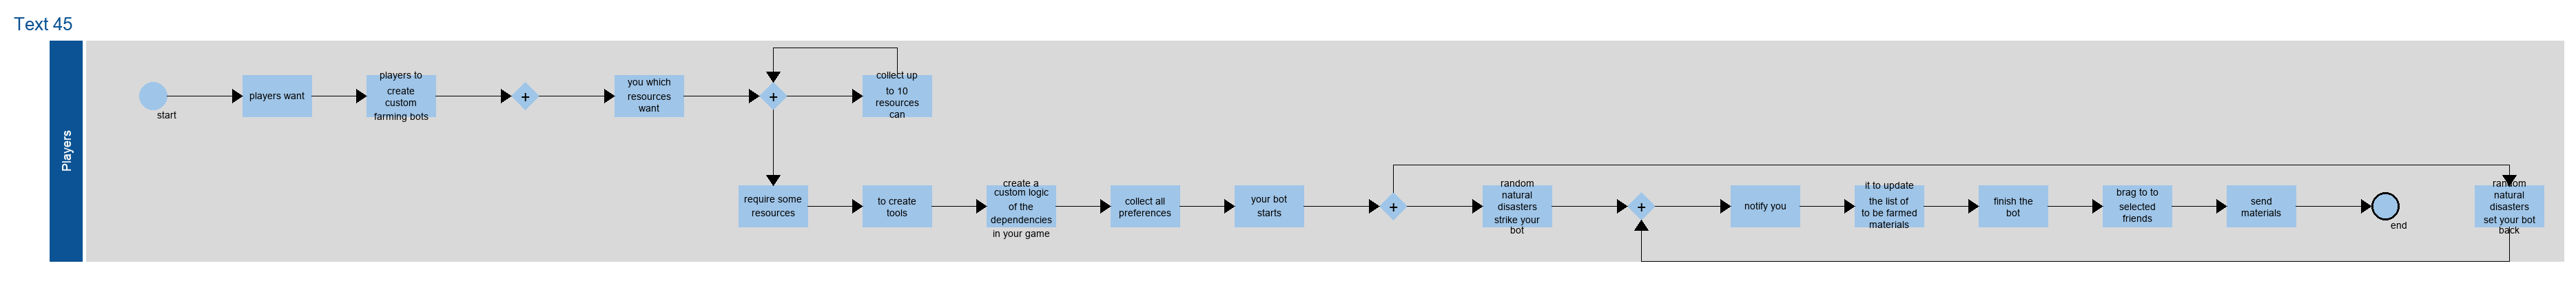 Text 45
Players
start
players want
players to
create
custom
farming bots
+
you which
resources
want
+
collect up
to 10
resources
can
require some
resources
to create
tools
create a
custom logic
of the
dependencies
in your game
collect all
preferences
your bot
starts
+
random
natural
disasters
strike your
bot
+
notify you
it to update
the list of
to be farmed
materials
finish the
bot
brag to to
selected
friends
send
materials
end
random
natural
disasters
set your bot
back